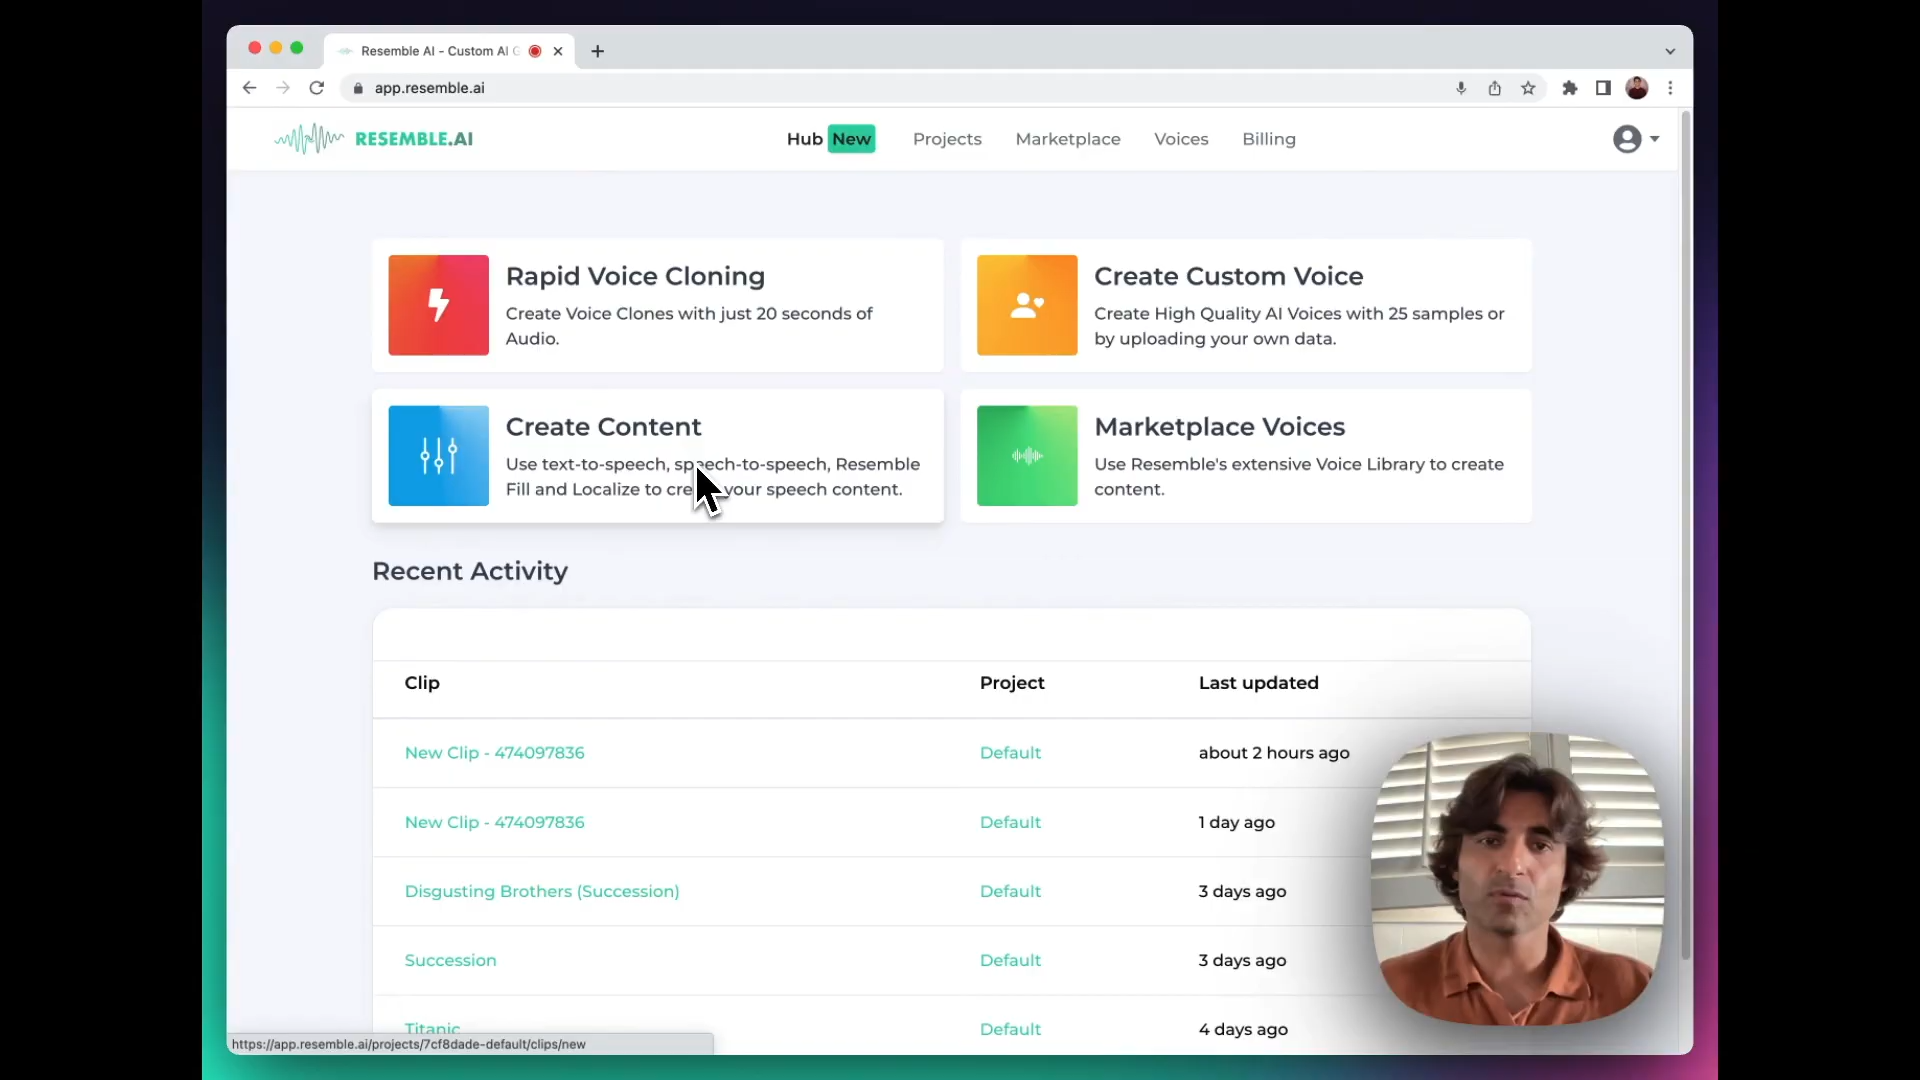 Resemble AI - Custom AI
app.resemble.ai
RESEMBLE.AI
Hub New Projects Marketplace Voices Billing
Rapid Voice Cloning
Create Voice Clones with just 20 seconds of
Audio.
Create Custom Voice
Create High Quality AI Voices with 25 samples or
by uploading your own data.
Create Content
Use text-to-speech, speech-to-speech, Resemble
Fill and Localize to your speech content.
Marketplace Voices
Use Resemble's extensive Voice Library to create
content.
Recent Activity
Clip Project Last updated
New Clip - 474097836 Default about 2 hours ago
New Clip - 474097836 Default 1 day ago
Disgusting Brothers (Succession) Default 3 days ago
Succession Default 3 days ago
Titanic Default 4 days ago
https://app.resemble.ai/projects/7cf8dade-default/clips/new